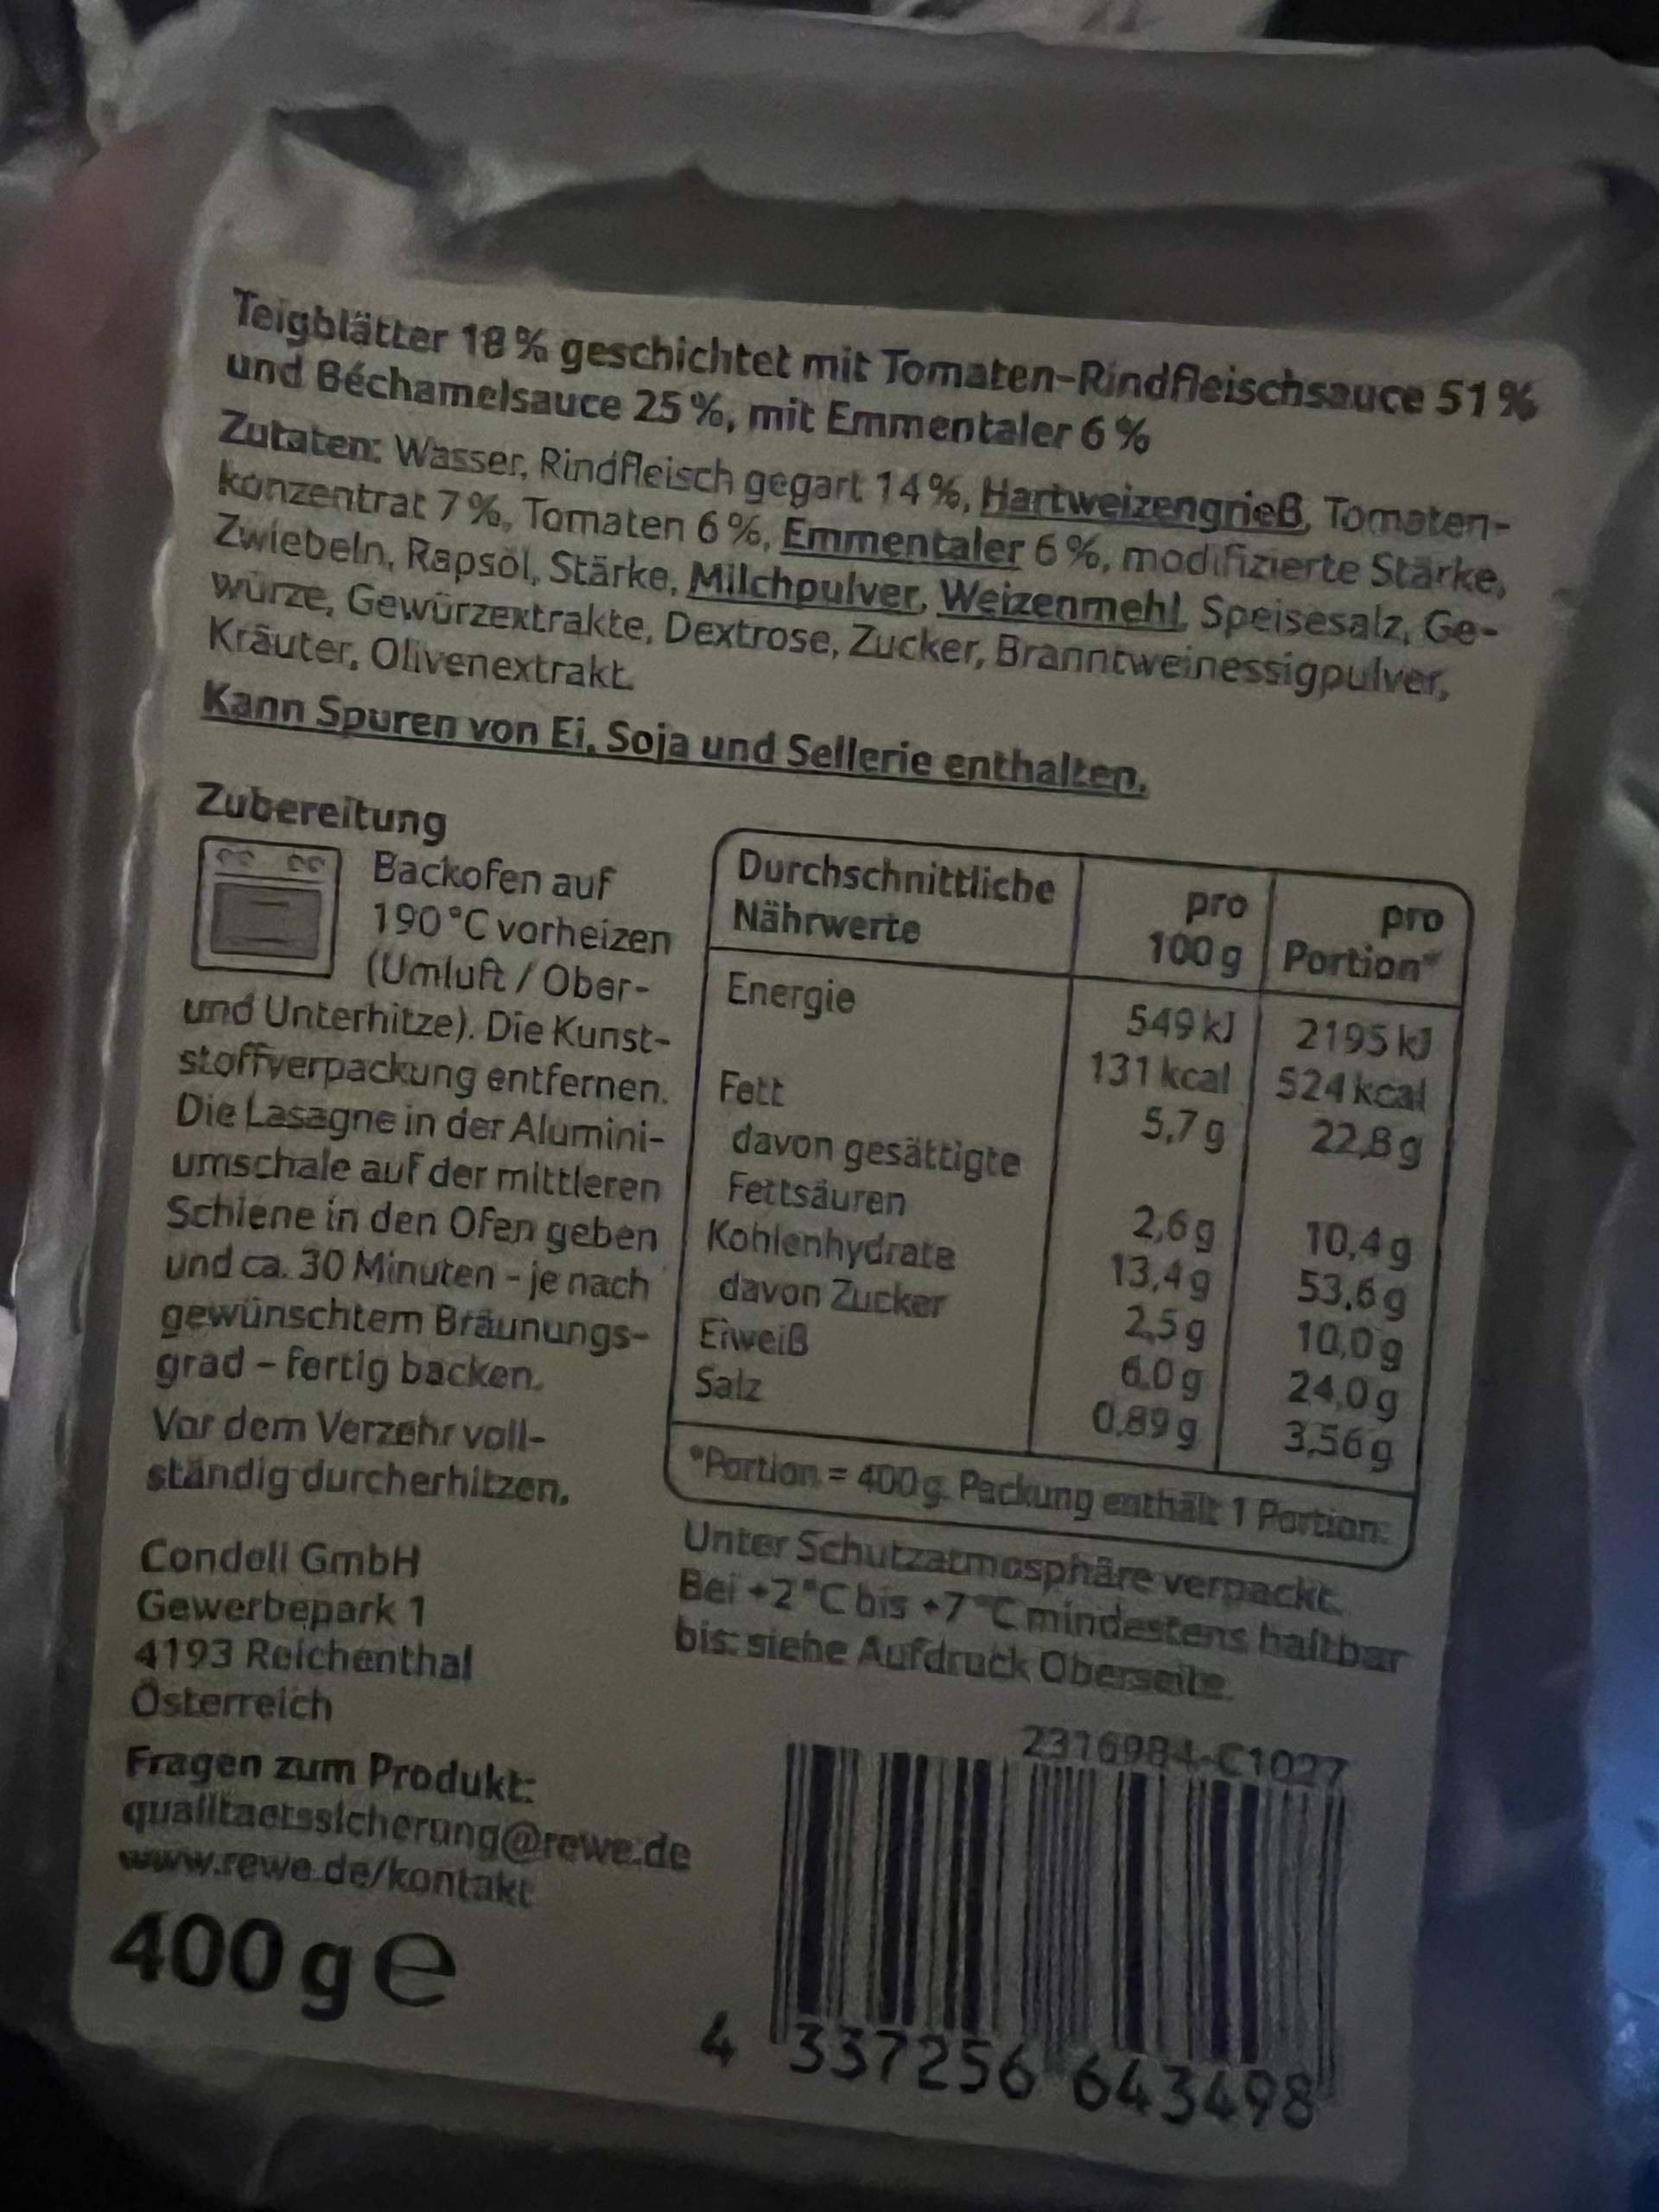 Teigblätter 18 % geschichtet mit Tomaten-Rindfleischsauce 51 %
und Béchamelsauce 25 %, mit Emmentaler 6 %
Zutaten: Wasser, Rindfleisch gegart 14 %, Hartweizengrieß, Tomaten-
konzentrat 7 %, Tomaten 6 %, Emmentaler 6 %, modifizierte Stärke,
Zwiebeln, Rapsöl, Stärke, Milchpulver, Weizenmehl, Speisesalz, Ge-
würze, Gewürzextrakte, Dextrose, Zucker, Branntweinessigpulver,
Kräuter, Olivenextrakt.
Kann Spuren von Ei, Soja und Sellerie enthalten.
Zubereitung
Backofen auf
190 °C vorheizen
(Umluft / Ober-
und Unterhitze). Die Kunst-
stoffverpackung entfernen.
Die Lasagne in der Alumini-
umschale auf der mittleren
Schiene in den Ofen geben
und ca. 30 Minuten - je nach
gewünschtem Bräunungs-
grad - fertig backen.
Vor dem Verzehr voll-
ständig durcherhitzen.
Durchschnittliche Nährwerte pro 100 g pro Portion*
Energie 549 kJ 2195 kJ
131 kcal 524 kcal
Fett 5,7 g 22,8 g
davon gesättigte
Fettsäuren 2,6 g 10,4 g
Kohlenhydrate 13,4 g 53,6 g
davon Zucker 2,5 g 10,0 g
Eiweiß 6.0 g 24,0 g
Salz 0,89 g 3,56 g
*Portion = 400 g. Packung enthält 1 Portion.
Unter Schutzatmosphäre verpackt.
Bei +2 °C bis +7 °C mindestens haltbar
bis: siehe Aufdruck Oberseite.
Condeli GmbH
Gewerbepark 1
4193 Reichenthal
Österreich
Fragen zum Produkt:
qualitaetssicherung@rewe.de
www.rewe.de/kontakt
400 g e
2316984-C1027
4 337256 643498